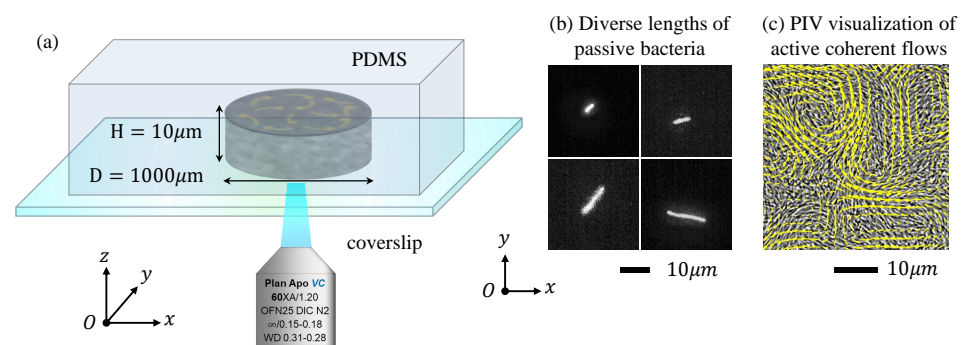 (a)
PDMS
H = 10μm
D = 1000μm
coverslip
z
y
O
x
Plan Apo VC
60XA/1.20
OFN25 DIC N2
∞/0.15-0.18
WD 0.31-0.28
(b) Diverse lengths of
passive bacteria
y
O
x
10μm
(c) PIV visualization of
active coherent flows
10μm